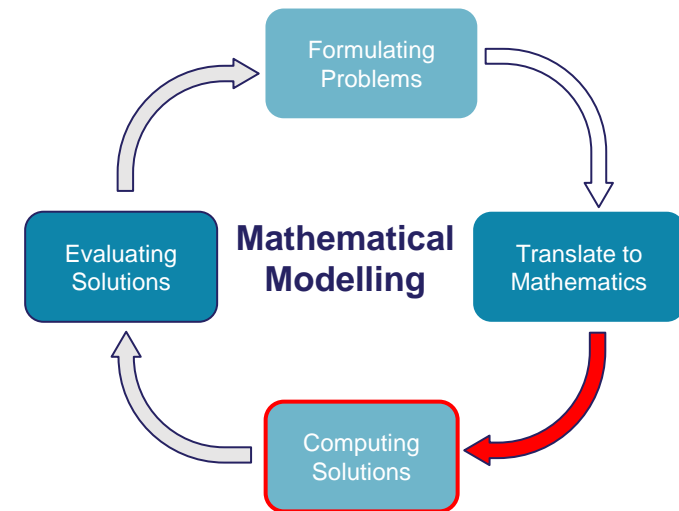 Formulating
Problems
Mathematical
Modelling
Evaluating
Solutions
Translate to
Mathematics
Computing
Solutions